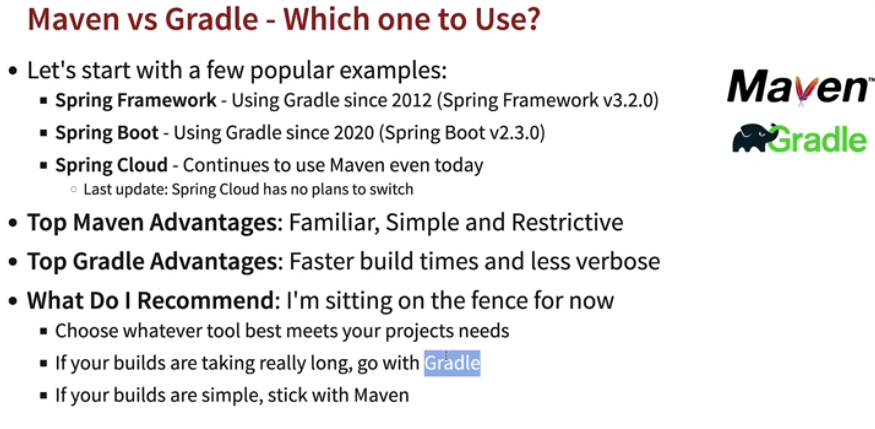 Maven vs Gradle - Which one to Use?
• Let's start with a few popular examples:
▪ Spring Framework - Using Gradle since 2012 (Spring Framework v3.2.0)
▪ Spring Boot - Using Gradle since 2020 (Spring Boot v2.3.0)
▪ Spring Cloud - Continues to use Maven even today
○ Last update: Spring Cloud has no plans to switch
• Top Maven Advantages: Familiar, Simple and Restrictive
• Top Gradle Advantages: Faster build times and less verbose
• What Do I Recommend: I'm sitting on the fence for now
▪ Choose whatever tool best meets your projects needs
▪ If your builds are taking really long, go with Gradle
▪ If your builds are simple, stick with Maven
Maven™
Gradle